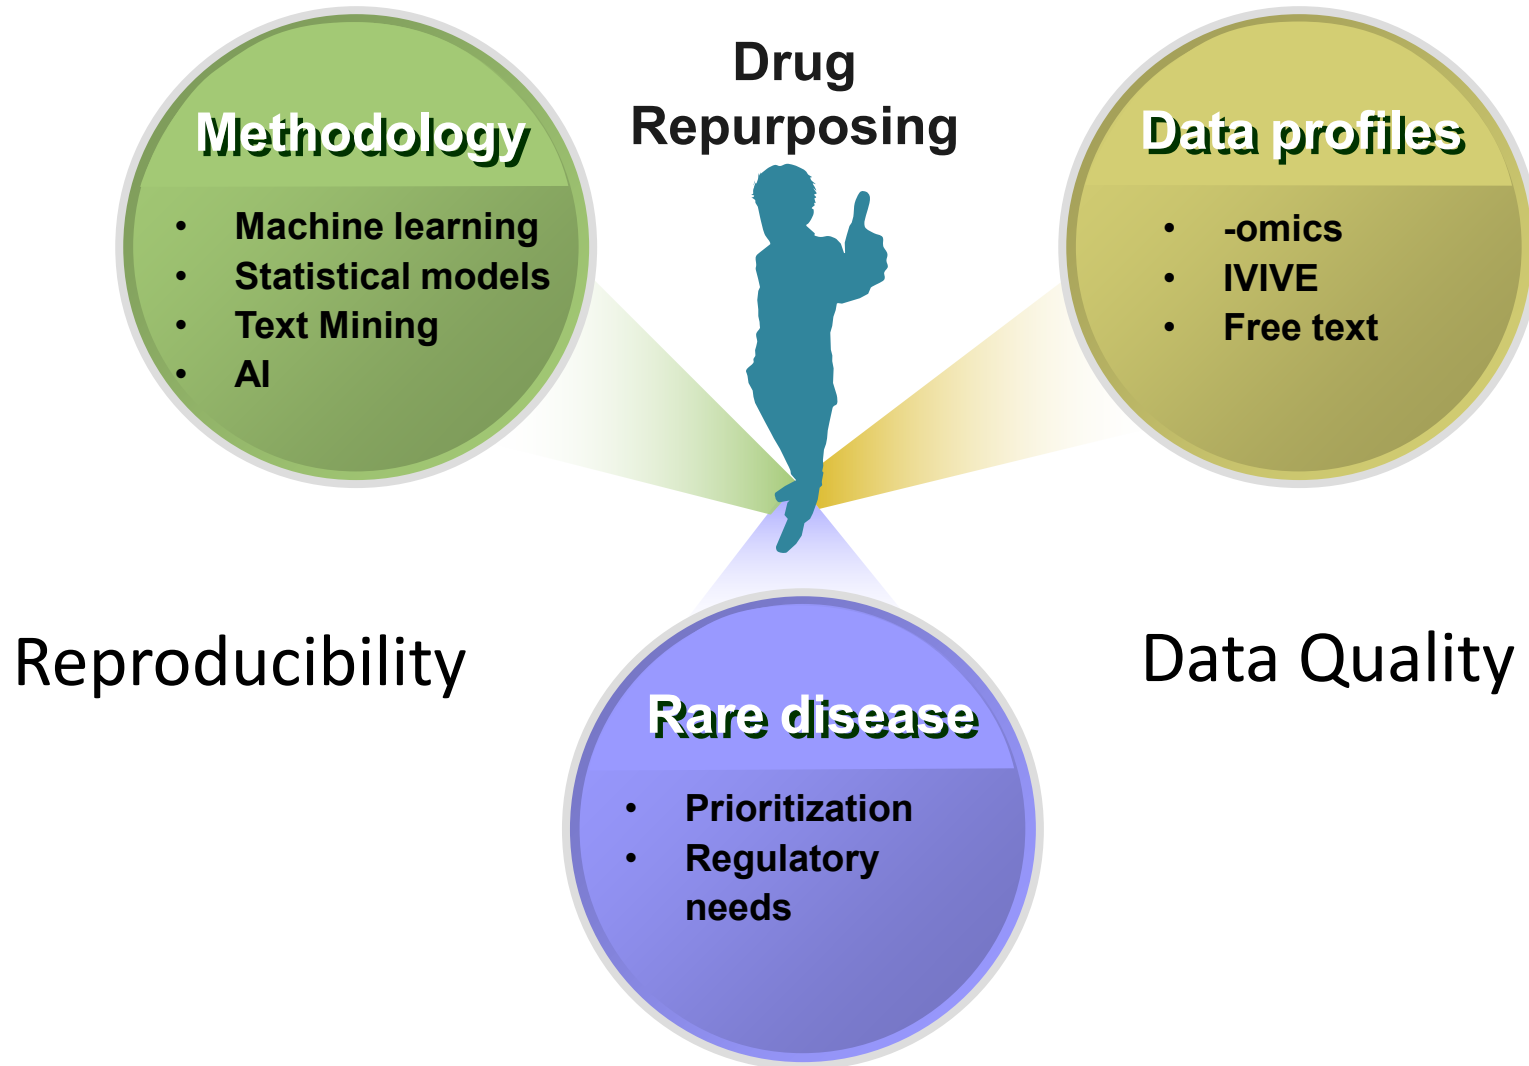 Drug
Repurposing
Methodology
• Machine learning
• Statistical models
• Text Mining
• AI
Data profiles
• -omics
• IVIVE
• Free text
Reproducibility
Data Quality
Rare disease
• Prioritization
• Regulatory
needs